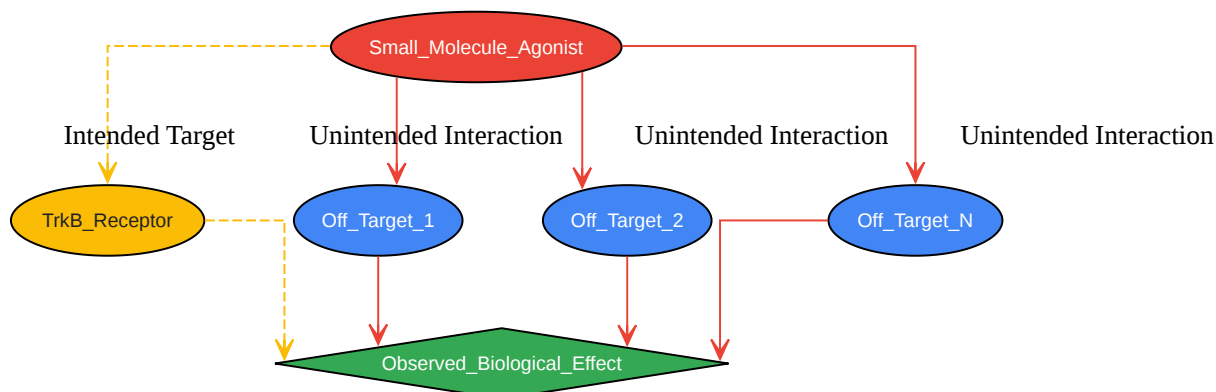 Small_Molecule_Agonist
Intended Target
Unintended Interaction
Unintended Interaction
Unintended Interaction
TrkB_Receptor
Off_Target_1
Off_Target_2
Off_Target_N
Observed_Biological_Effect